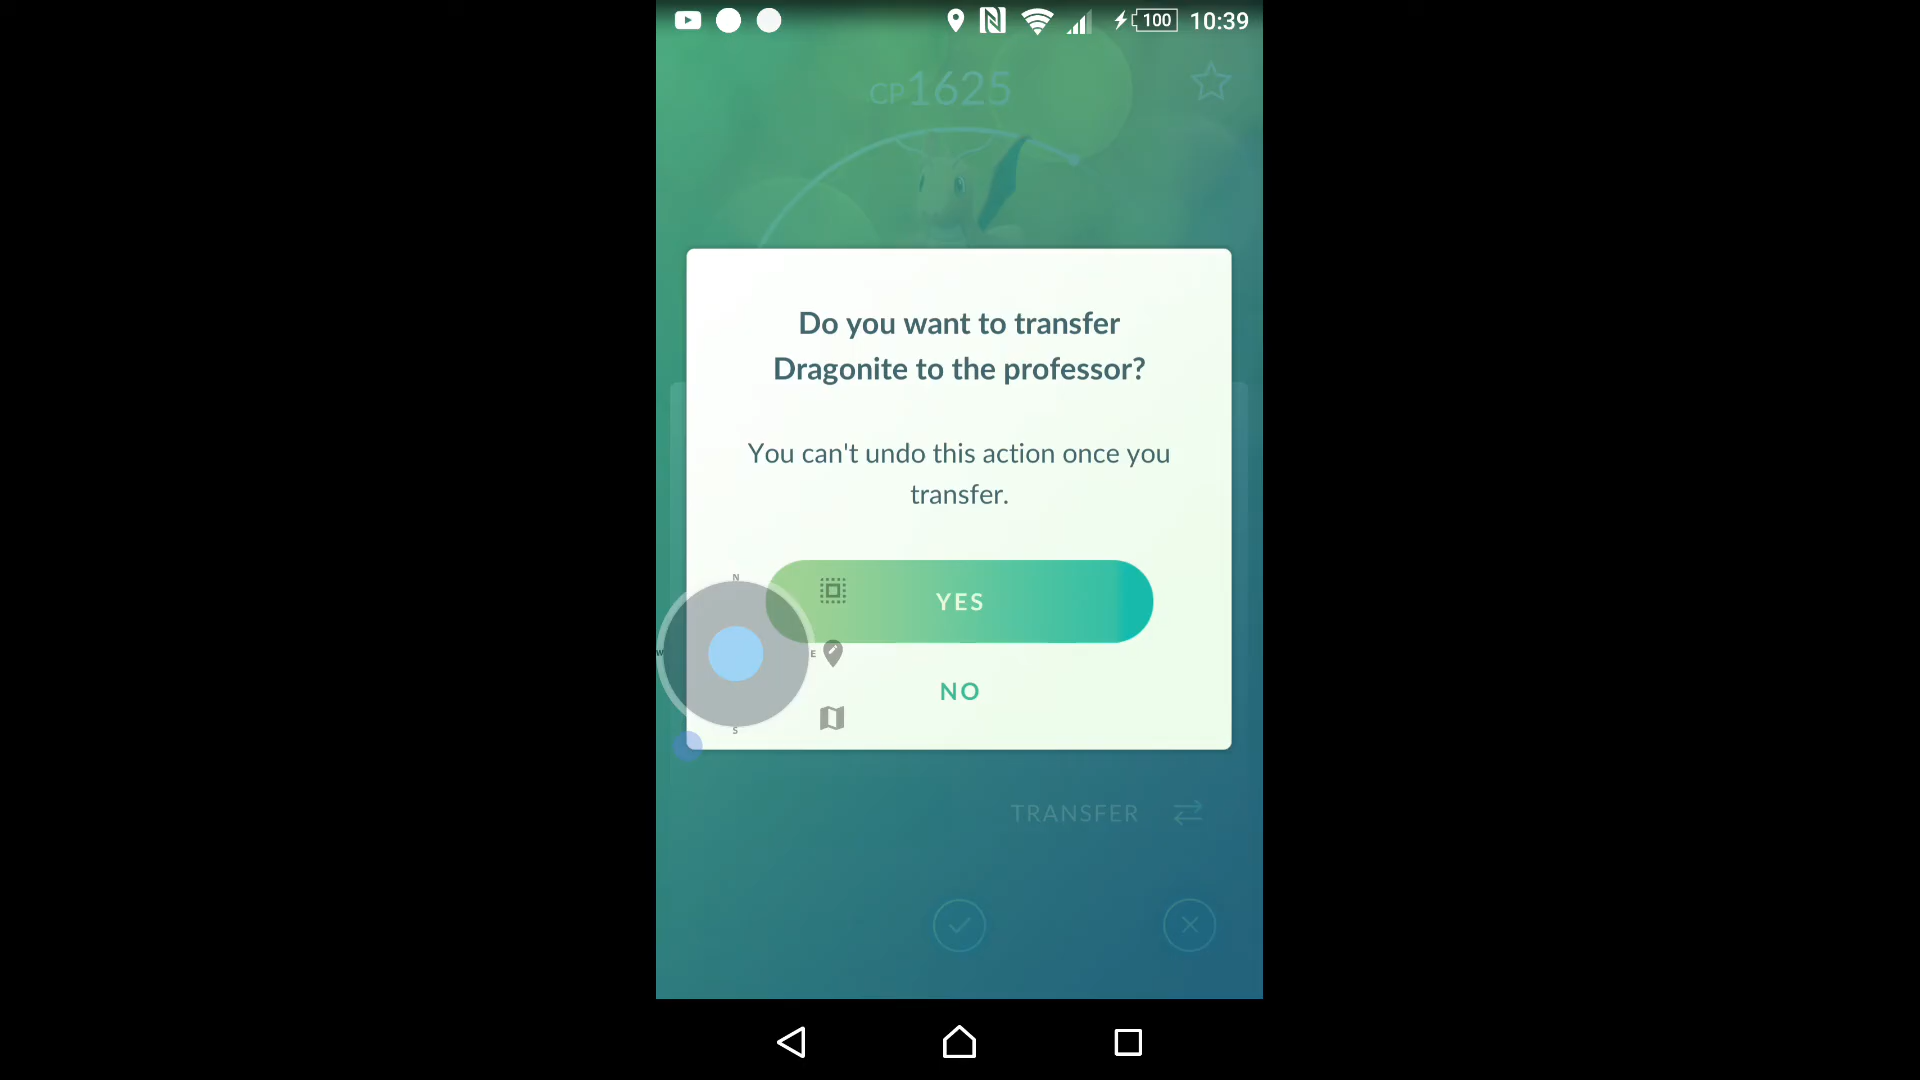 100 10:39
CP1625
Do you want to transfer
Dragonite to the professor?
You can't undo this action once you
transfer.
YES
NO
N
W
E
S
TRANSFER